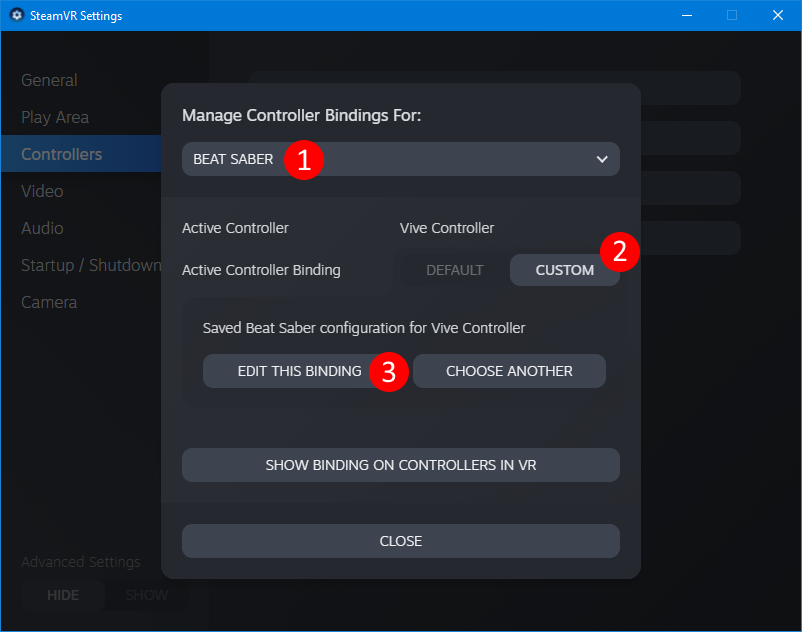 SteamVR Settings
General
Play Area
Controllers
Video
Audio
Startup / Shutdown
Camera
Manage Controller Bindings For:
BEAT SABER 1
Active Controller Vive Controller
2
Active Controller Binding DEFAULT CUSTOM
Saved Beat Saber configuration for Vive Controller
EDIT THIS BINDING 3 CHOOSE ANOTHER
SHOW BINDING ON CONTROLLERS IN VR
CLOSE
Advanced Settings
HIDE SHOW